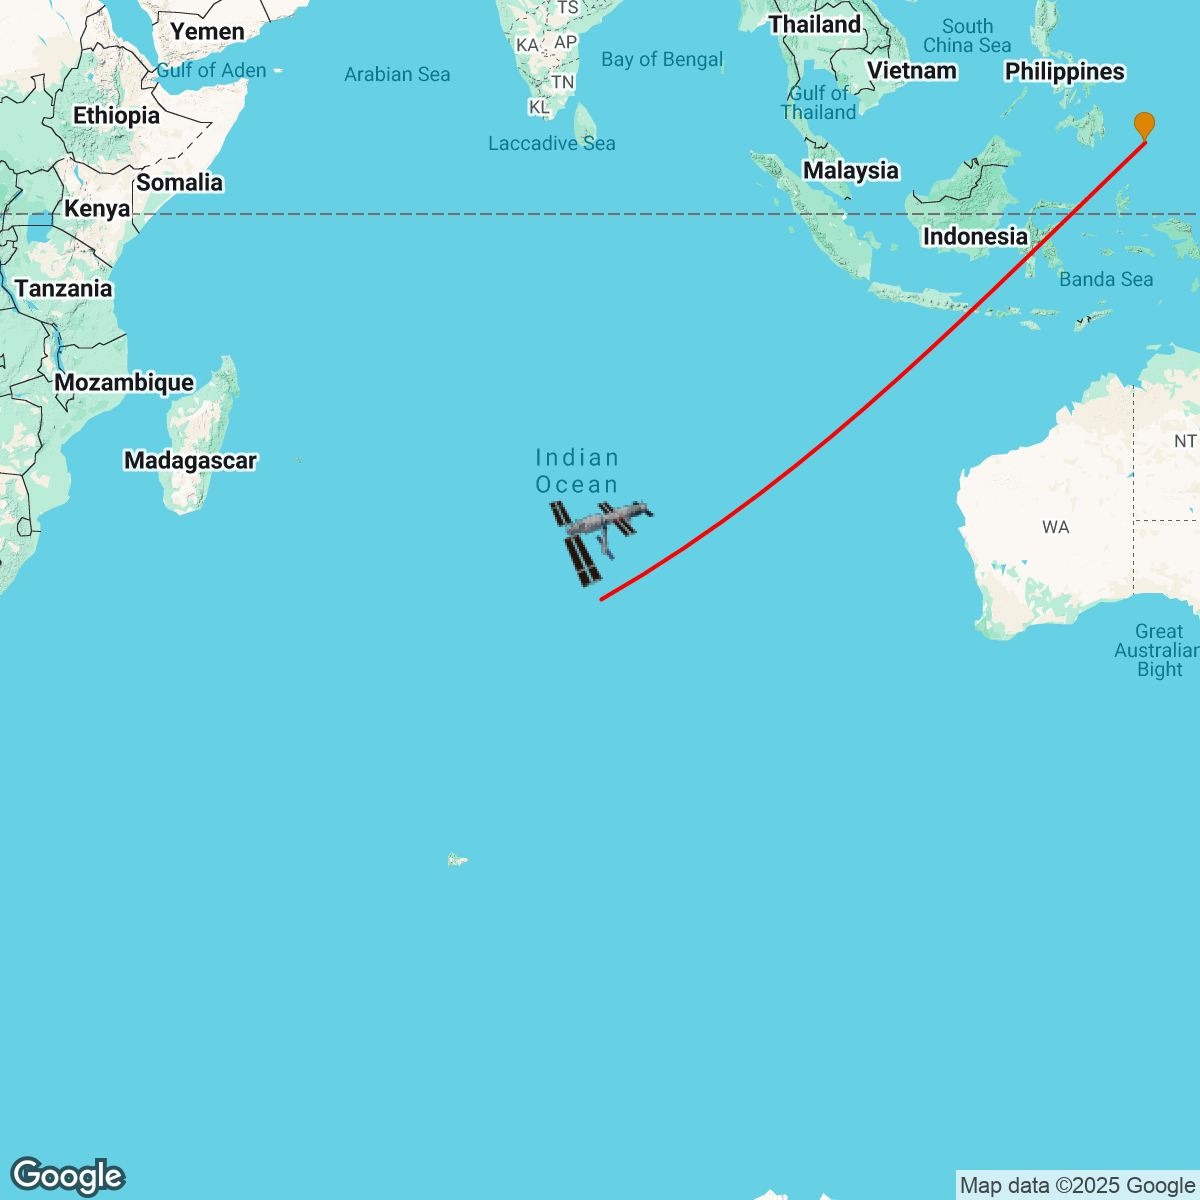 TS
Thailand
South
China Sea
Yemen
KA
AP
Bay of Bengal
Gulf of Aden
Arabian Sea
Vietnam
Philippines
TN
Gulf of
Thailand
KL
Ethiopia
Laccadive Sea
Malaysia
Somalia
Kenya
Indonesia
Tanzania
Banda Sea
Mozambique
Madagascar
NT
Indian
Ocean
WA
Great
Australian
Bight
Google
Map data ©2025 Google